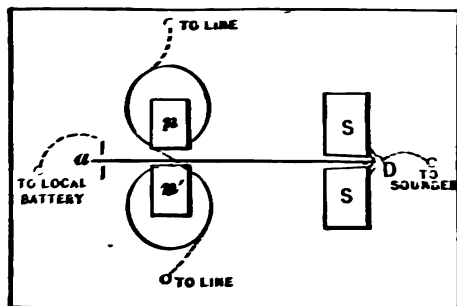 TO LINE
n
S
a
D
TO LOCAL
BATTERY
n'
S
TO
SOUNDER
TO LINE